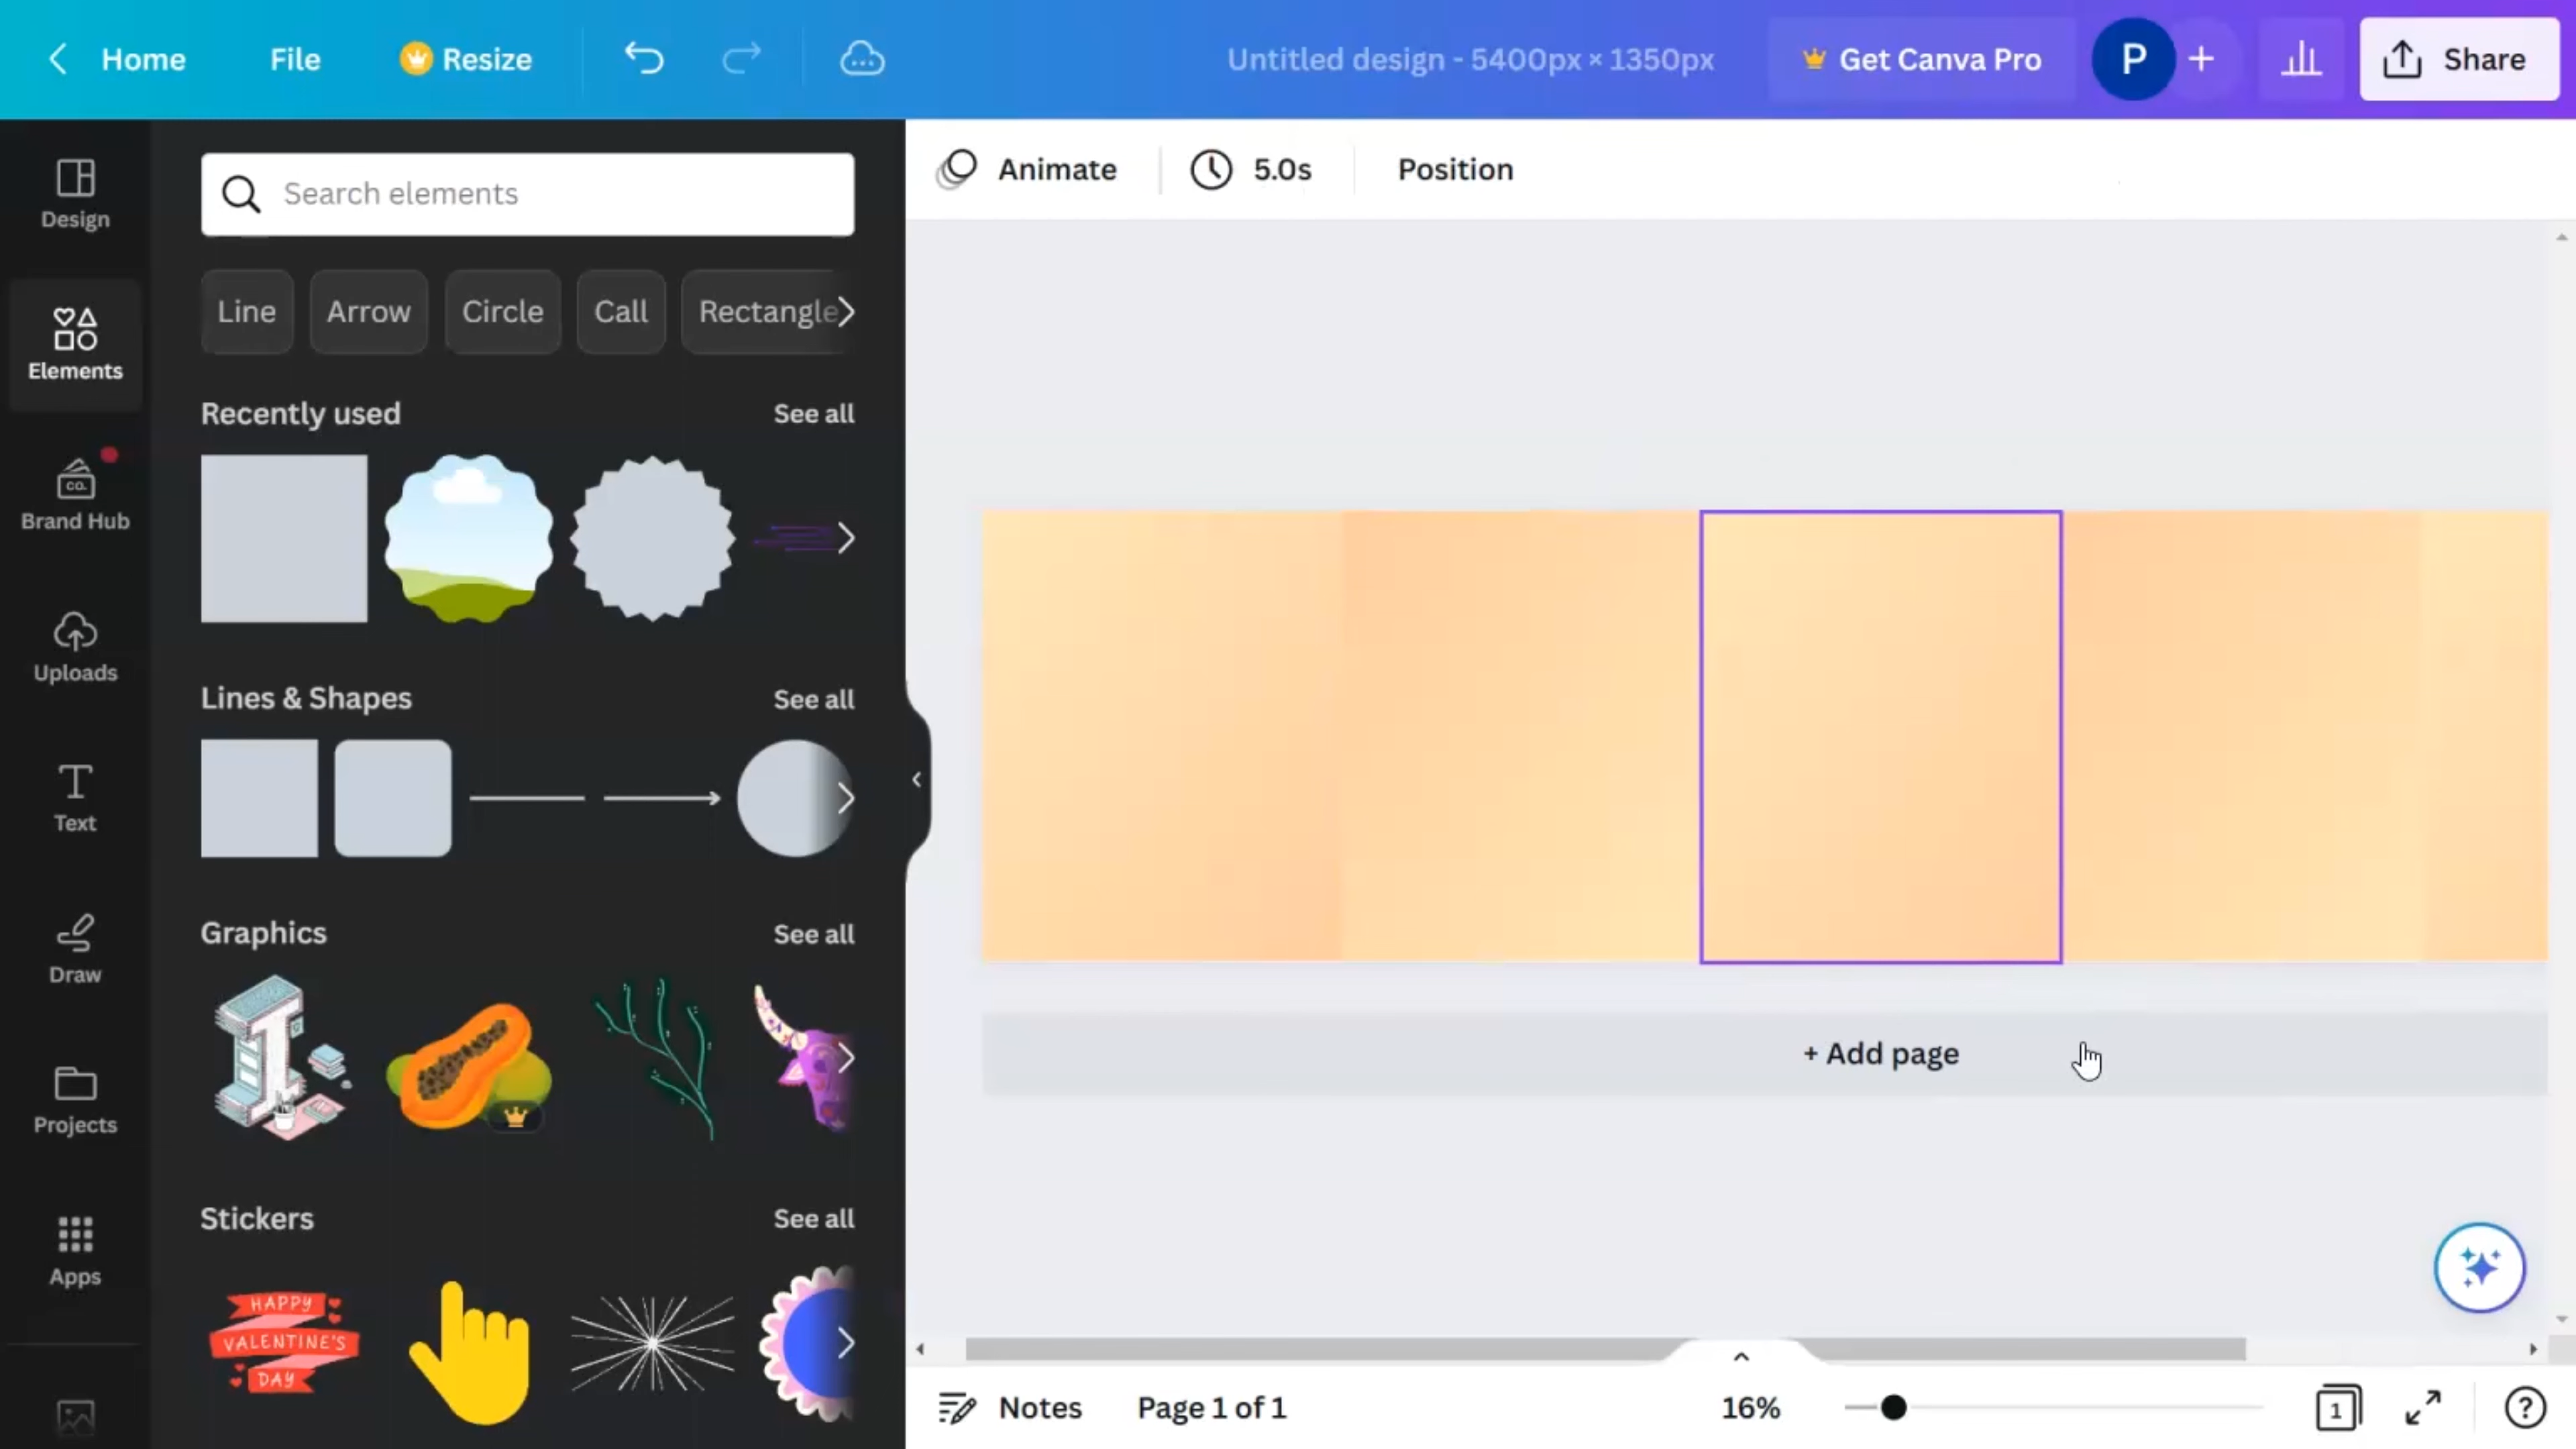 Home File Resize Untitled design - 5400px × 1350px Get Canva Pro P + Share
Design
Elements
Brand Hub
CO.
Uploads
Text
Draw
Projects
Apps
Search elements
Line Arrow Circle Call Rectangle
Recently used See all
Lines & Shapes See all
Graphics See all
Stickers See all
HAPPY
VALENTINE'S
DAY
Animate 5.0s Position
+ Add page
Notes Page 1 of 1 16% 1 ?